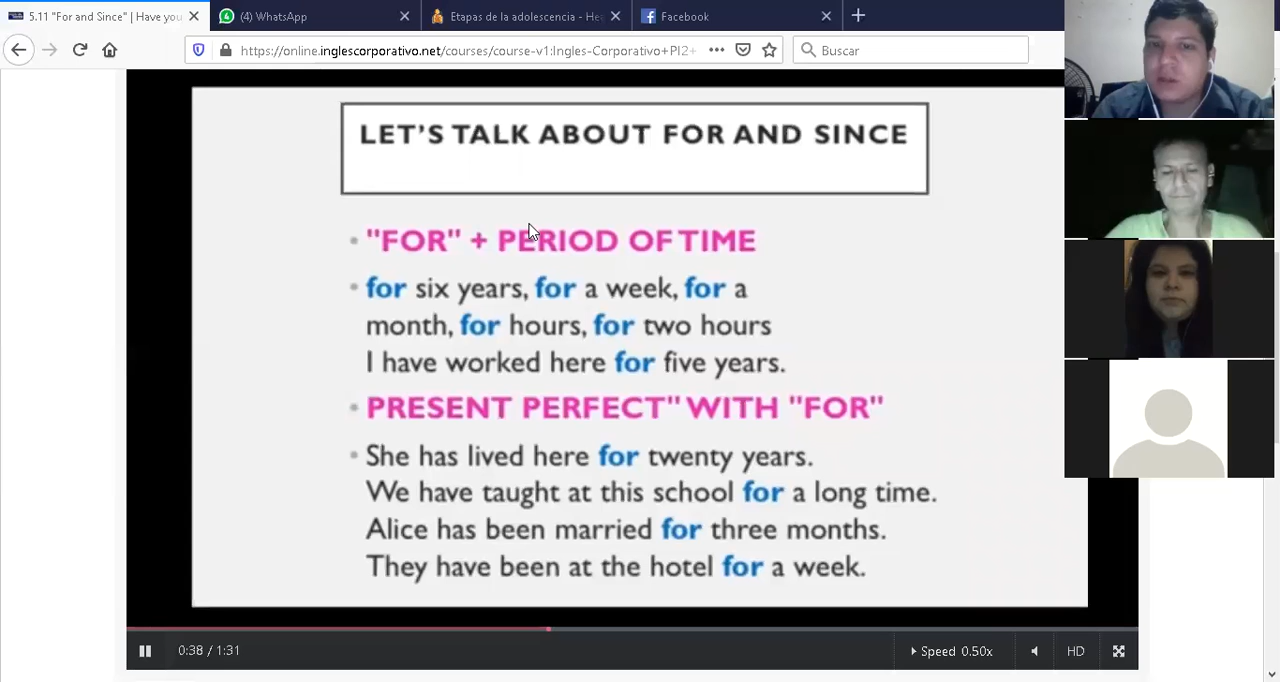 5.11 "For and Since" | Have you
(4) WhatsApp
Etapas de la adolescencia - He
Facebook
https://online.inglescorporativo.net/courses/course-v1:Ingles-Corporativo+PI2+
Buscar
LET'S TALK ABOUT FOR AND SINCE
"FOR" + PERIOD OF TIME
for six years, for a week, for a
month, for hours, for two hours
I have worked here for five years.
PRESENT PERFECT" WITH "FOR"
She has lived here for twenty years.
We have taught at this school for a long time.
Alice has been married for three months.
They have been at the hotel for a week.
0:38 / 1:31
Speed 0.50x
HD